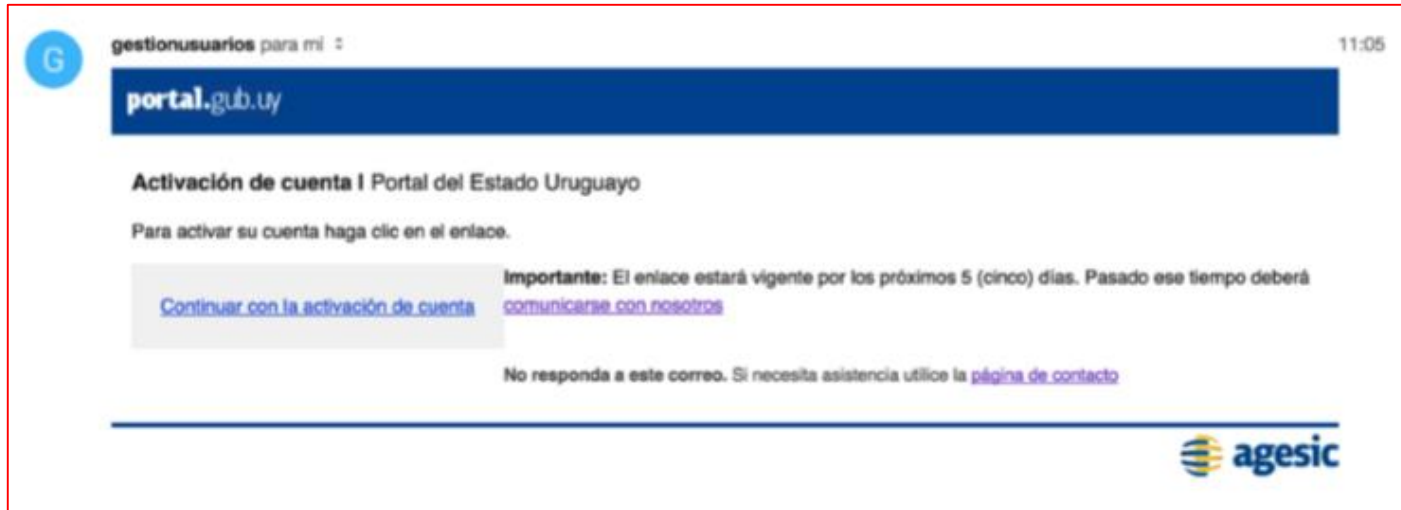 G
gestionusuarios para mí
11:05
portal.gub.uy
Activación de cuenta | Portal del Estado Uruguayo
Para activar su cuenta haga clic en el enlace.
Continuar con la activación de cuenta
Importante: El enlace estará vigente por los próximos 5 (cinco) días. Pasado ese tiempo deberá
comunicarse con nosotros
No responda a este correo. Si necesita asistencia utilice la página de contacto
agesic